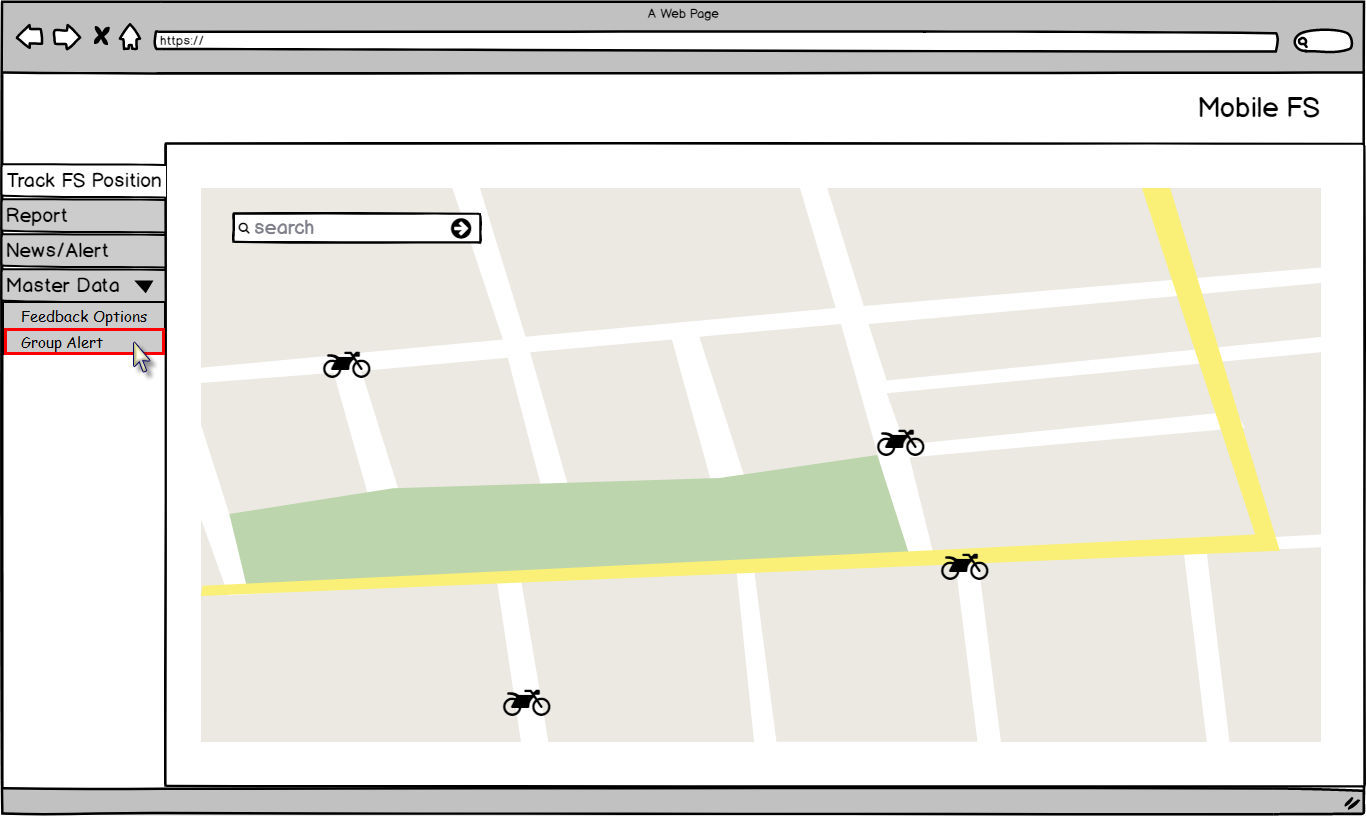 A Web Page
https://
Mobile FS
Track FS Position
Report
News/Alert
Master Data
Feedback Options
Group Alert
search